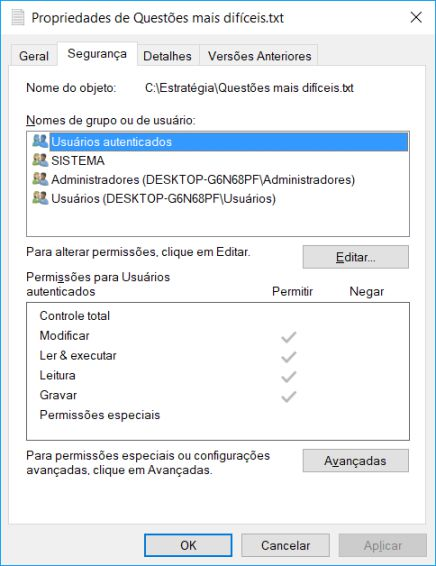 Propriedades de Questões mais difíceis.txt
Geral Segurança Detalhes Versões Anteriores
Nome do objeto: C:\Estratégia\Questões mais difíceis.txt
Nomes de grupo ou de usuário:
Usuários autenticados
SISTEMA
Administradores (DESKTOP-G6N68PF\Administradores)
Usuários (DESKTOP-G6N68PF\Usuários)
Para alterar permissões, clique em Editar. Editar...
Permissões para Usuários
autenticados Permitir Negar
Controle total
Modificar
Ler & executar
Leitura
Gravar
Permissões especiais
Para permissões especiais ou configurações
avançadas, clique em Avançadas. Avançadas
OK Cancelar Aplicar